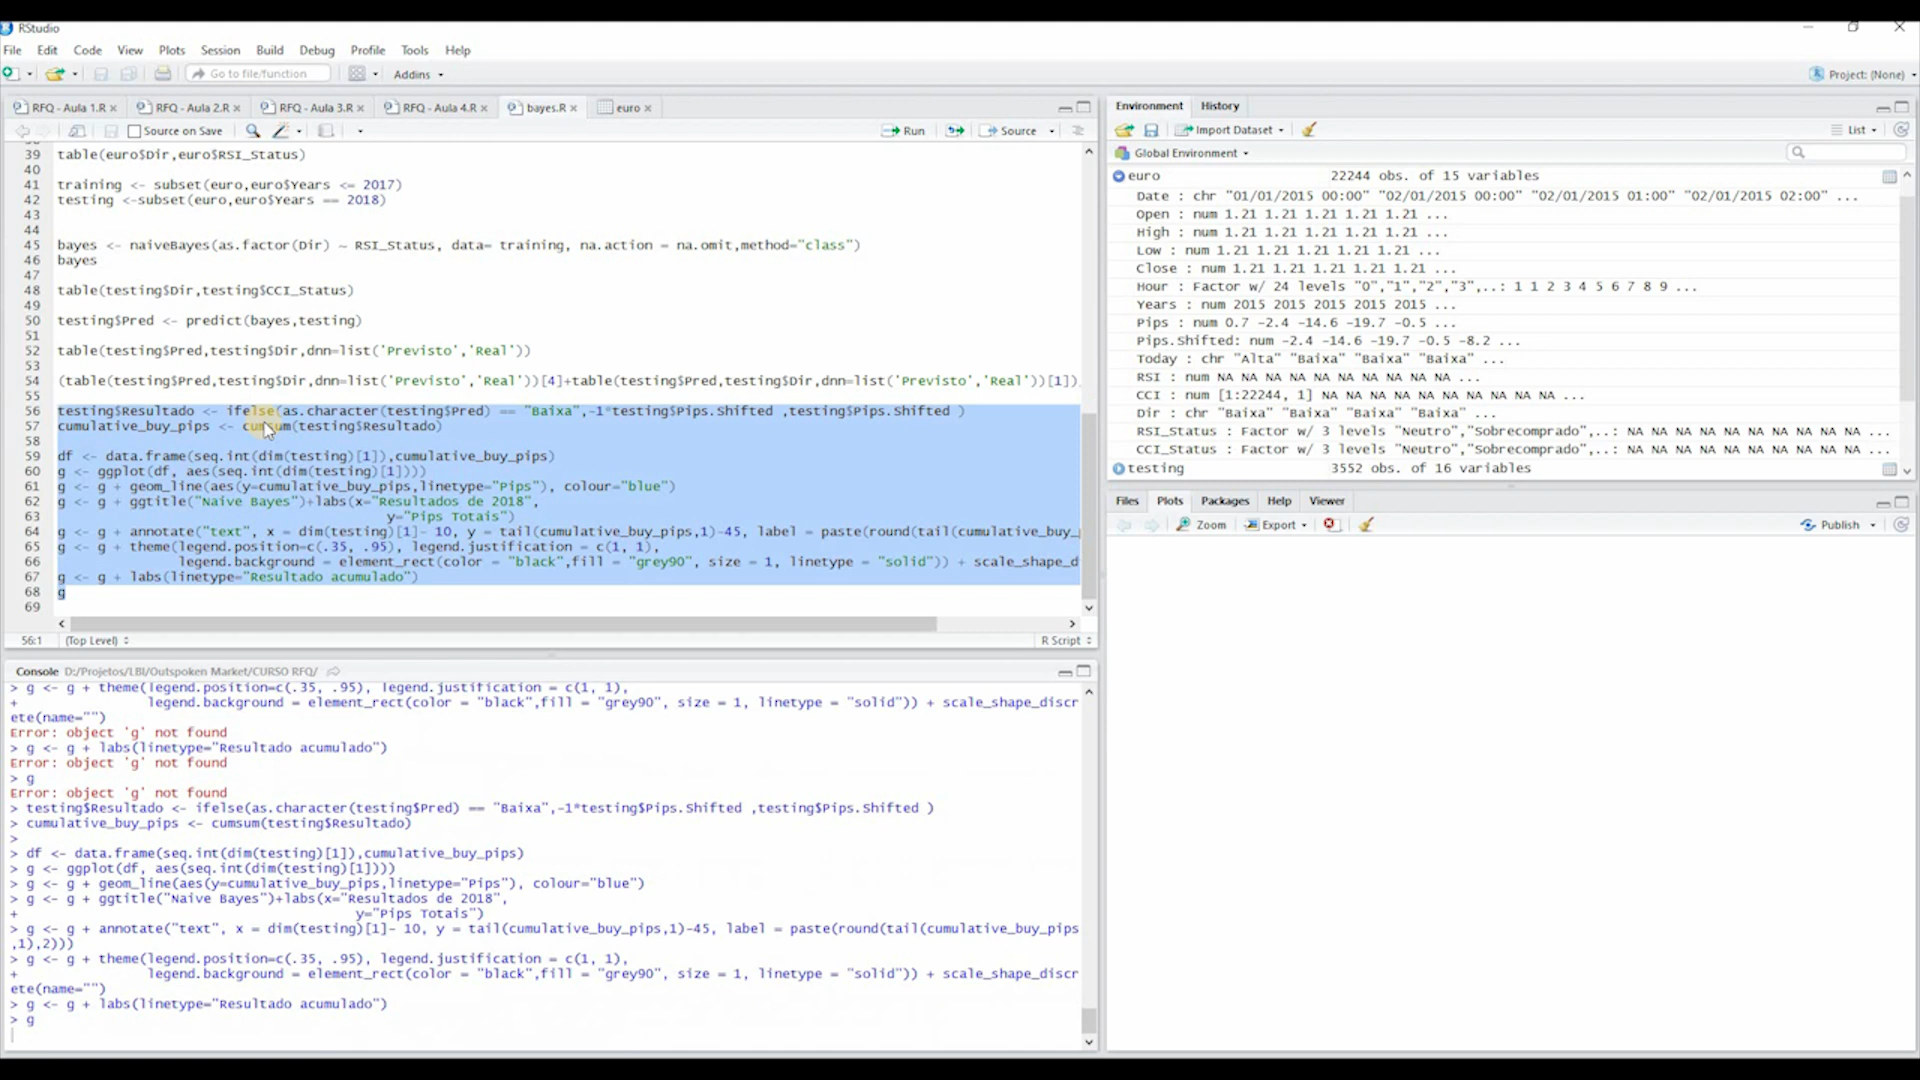 RStudio
File Edit Code View Plots Session Build Debug Profile Tools Help
Go to file/function
Addins
Project: (None)
RFQ - Aula 1.R
RFQ - Aula 2.R
RFQ - Aula 3.R
RFQ - Aula 4.R
bayes.R
euro
Source on Save
Run
Source
39 table(euro$Dir,euro$RSI_Status)
40
41 training <- subset(euro,euro$Years <= 2017)
42 testing <-subset(euro,euro$Years == 2018)
43
44
45 bayes <- naiveBayes(as.factor(Dir) ~ RSI_Status, data= training, na.action = na.omit,method="class")
46 bayes
47
48 table(testing$Dir,testing$CCI_Status)
49
50 testing$Pred <- predict(bayes,testing)
51
52 table(testing$Pred,testing$Dir,dnn=list('Previsto','Real'))
53
54 (table(testing$Pred,testing$Dir,dnn=list('Previsto','Real'))[4]+table(testing$Pred,testing$Dir,dnn=list('Previsto','Real'))[1])
55
56 testing$Resultado <- ifelse(as.character(testing$Pred) == "Baixa",-1*testing$Pips.Shifted ,testing$Pips.Shifted )
57 cumulative_buy_pips <- cumsum(testing$Resultado)
58
59 df <- data.frame(seq.int(dim(testing)[1]),cumulative_buy_pips)
60 g <- ggplot(df, aes(seq.int(dim(testing)[1])))
61 g <- g + geom_line(aes(y=cumulative_buy_pips,linetype="Pips"), colour="blue")
62 g <- g + ggtitle("Naive Bayes")+labs(x="Resultados de 2018",
63 y="Pips Totais")
64 g <- g + annotate("text", x = dim(testing)[1]- 10, y = tail(cumulative_buy_pips,1)-45, label = paste(round(tail(cumulative_buy_
65 g <- g + theme(legend.position=c(.35, .95), legend.justification = c(1, 1),
66 legend.background = element_rect(color = "black",fill = "grey90", size = 1, linetype = "solid")) + scale_shape_d
67 g <- g + labs(linetype="Resultado acumulado")
68 g
69
56:1 (Top Level) R Script
Console D:/Projetos/LBI/Outspoken Market/CURSO RFQ/
> g <- g + theme(legend.position=c(.35, .95), legend.justification = c(1, 1),
+ legend.background = element_rect(color = "black",fill = "grey90", size = 1, linetype = "solid")) + scale_shape_discr
ete(name="")
Error: object 'g' not found
> g <- g + labs(linetype="Resultado acumulado")
Error: object 'g' not found
> g
Error: object 'g' not found
> testing$Resultado <- ifelse(as.character(testing$Pred) == "Baixa",-1*testing$Pips.Shifted ,testing$Pips.Shifted )
> cumulative_buy_pips <- cumsum(testing$Resultado)
>
> df <- data.frame(seq.int(dim(testing)[1]),cumulative_buy_pips)
> g <- ggplot(df, aes(seq.int(dim(testing)[1])))
> g <- g + geom_line(aes(y=cumulative_buy_pips,linetype="Pips"), colour="blue")
> g <- g + ggtitle("Naive Bayes")+labs(x="Resultados de 2018",
+ y="Pips Totais")
> g <- g + annotate("text", x = dim(testing)[1]- 10, y = tail(cumulative_buy_pips,1)-45, label = paste(round(tail(cumulative_buy_pips
,1),2)))
> g <- g + theme(legend.position=c(.35, .95), legend.justification = c(1, 1),
+ legend.background = element_rect(color = "black",fill = "grey90", size = 1, linetype = "solid")) + scale_shape_discr
ete(name="")
> g <- g + labs(linetype="Resultado acumulado")
> g
Environment History
Import Dataset
List
Global Environment
euro 22244 obs. of 15 variables
Date : chr "01/01/2015 00:00" "02/01/2015 00:00" "02/01/2015 01:00" "02/01/2015 02:00" ...
Open : num 1.21 1.21 1.21 1.21 1.21 ...
High : num 1.21 1.21 1.21 1.21 1.21 ...
Low : num 1.21 1.21 1.21 1.21 1.21 ...
Close : num 1.21 1.21 1.21 1.21 1.21 ...
Hour : Factor w/ 24 levels "0","1","2","3",..: 1 1 2 3 4 5 6 7 8 9 ...
Years : num 2015 2015 2015 2015 2015 ...
Pips : num 0.7 -2.4 -14.6 -19.7 -0.5 ...
Pips.Shifted: num -2.4 -14.6 -19.7 -0.5 -8.2 ...
Today : chr "Alta" "Baixa" "Baixa" "Baixa" ...
RSI : num NA NA NA NA NA NA NA ...
CCI : num [1:22244, 1] NA NA NA NA NA ...
Dir : chr "Baixa" "Baixa" "Baixa" "Baixa" ...
RSI_Status : Factor w/ 3 levels "Neutro","Sobrecomprado",..: NA NA NA NA NA NA NA NA ...
CCI_Status : Factor w/ 3 levels "Neutro","Sobrecomprado",..: NA NA NA NA NA NA NA NA ...
testing 3552 obs. of 16 variables
Files Plots Packages Help Viewer
Zoom Export Publish